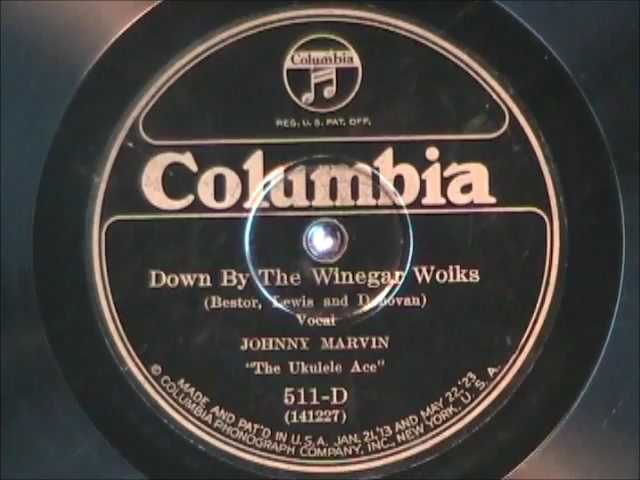 Columbia
REG. U. S. PAT. OFF.
Columbia
Down By The Winegar Woiks
(Bestor, Lewis and Donovan)
Vocal
JOHNNY MARVIN
"The Ukulele Ace"
511-D
(141227)
MADE AND PAT'D IN U.S.A. JAN. 21,'13 AND MAY 22,'23
© COLUMBIA PHONOGRAPH COMPANY, INC., NEW YORK, U. S. A.